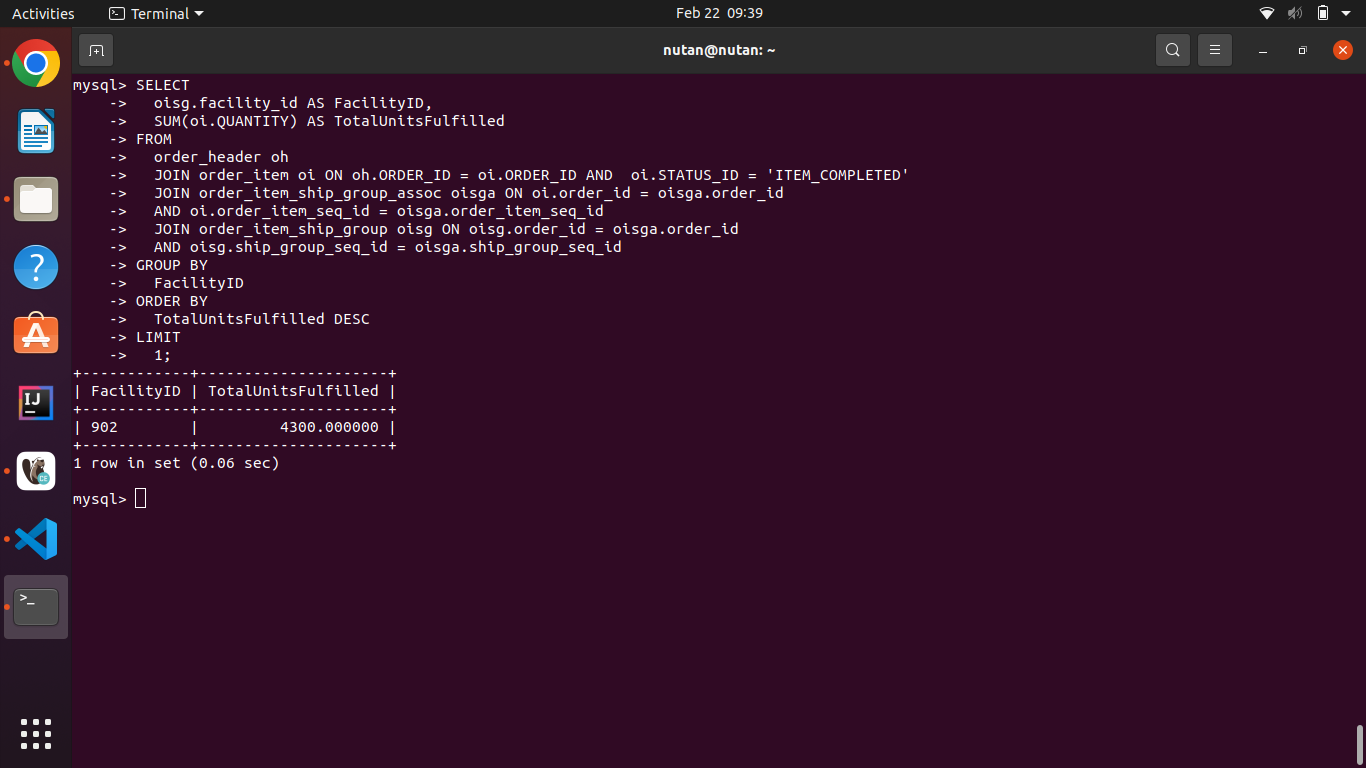 Activities
Terminal
Feb 22 09:39
nutan@nutan: ~
mysql> SELECT
    ->   oisg.facility_id AS FacilityID,
    ->   SUM(oi.QUANTITY) AS TotalUnitsFulfilled
    -> FROM
    ->   order_header oh
    ->   JOIN order_item oi ON oh.ORDER_ID = oi.ORDER_ID AND  oi.STATUS_ID = 'ITEM_COMPLETED'
    ->   JOIN order_item_ship_group_assoc oisga ON oi.order_id = oisga.order_id
    ->   AND oi.order_item_seq_id = oisga.order_item_seq_id
    ->   JOIN order_item_ship_group oisg ON oisg.order_id = oisga.order_id
    ->   AND oisg.ship_group_seq_id = oisga.ship_group_seq_id
    -> GROUP BY
    ->   FacilityID
    -> ORDER BY
    ->   TotalUnitsFulfilled DESC
    -> LIMIT
    ->   1;
+------------+---------------------+
| FacilityID | TotalUnitsFulfilled |
+------------+---------------------+
| 902        |         4300.000000 |
+------------+---------------------+
1 row in set (0.06 sec)
mysql>
?
A
IJ
CE
>_